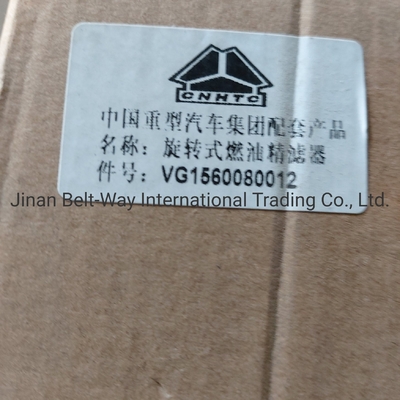 CNHTC
中国重型汽车集团配套产品
名称：旋转式燃油精滤器
件号：VG1560080012
Jinan Belt-Way International Trading Co., Ltd.